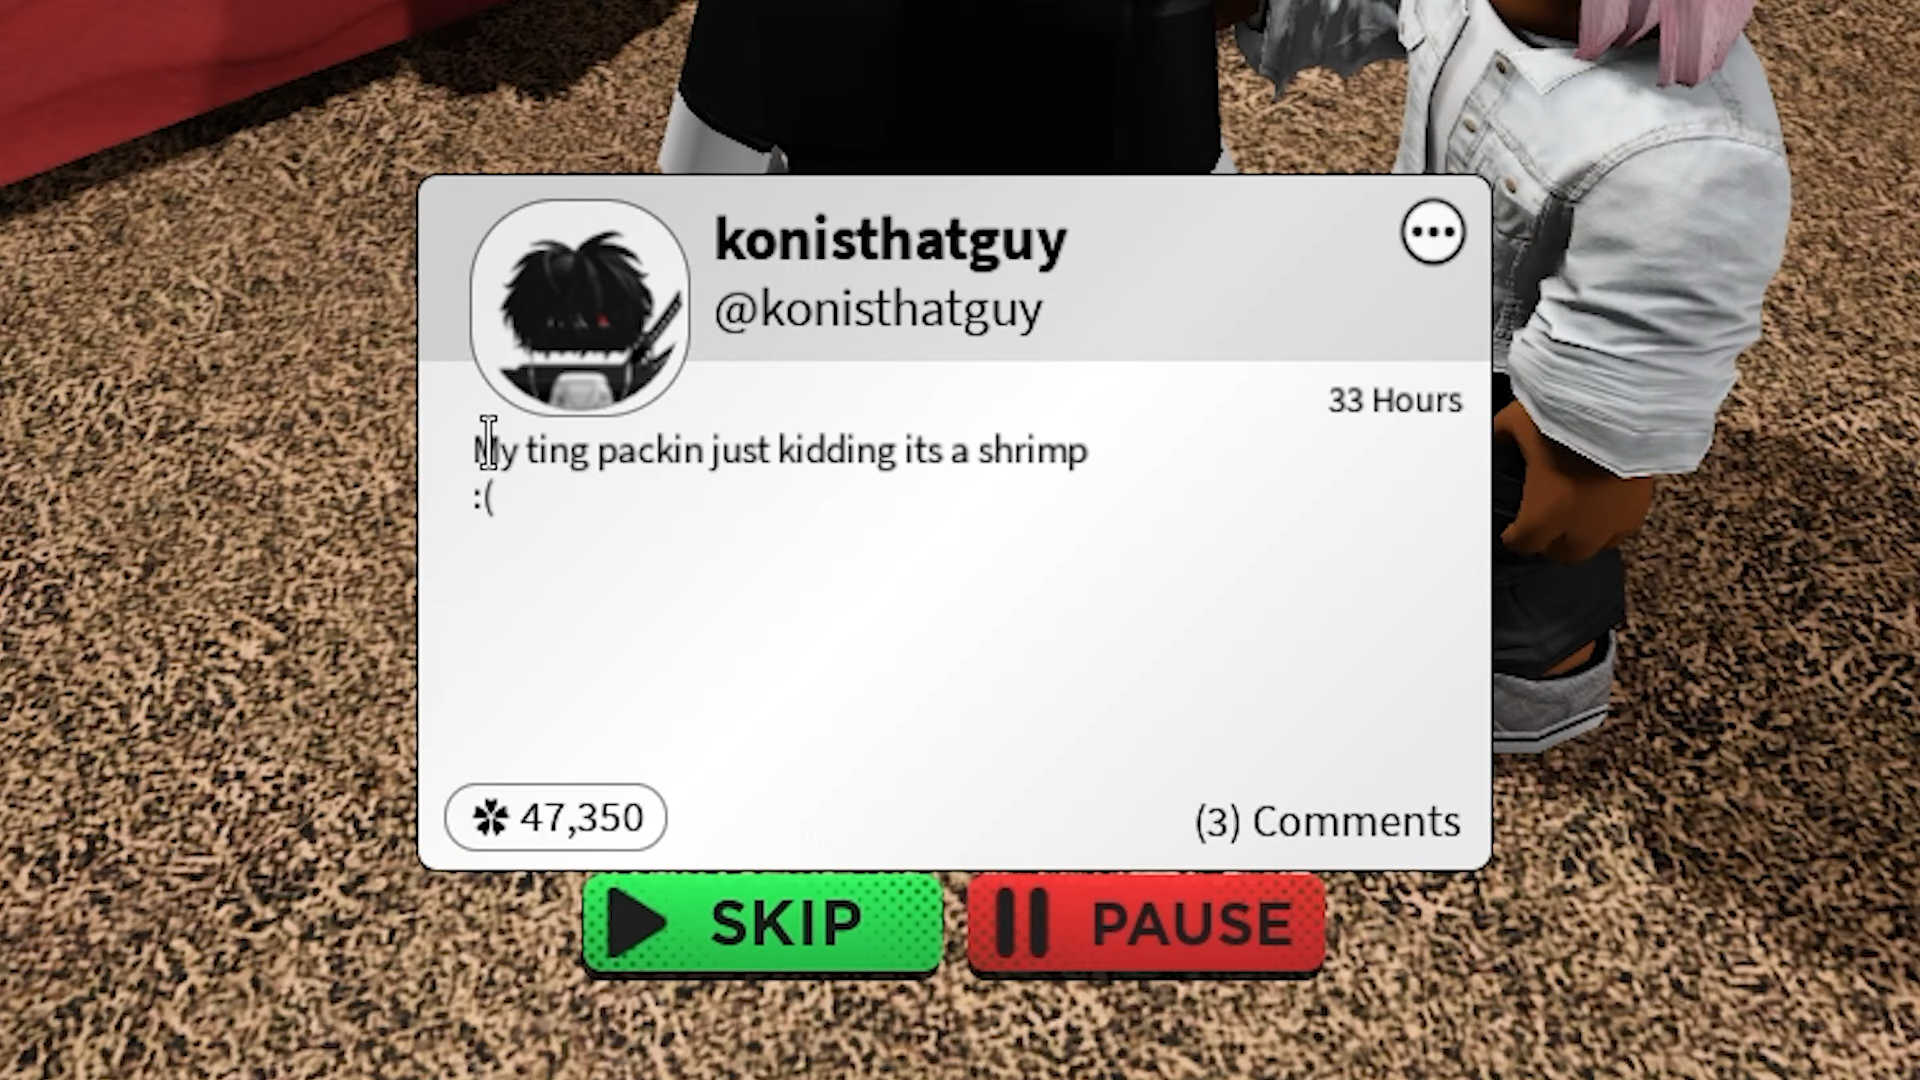 konisthatguy
@konisthatguy
33 Hours
My ting packin just kidding its a shrimp
:(
47,350
(3) Comments
SKIP
PAUSE